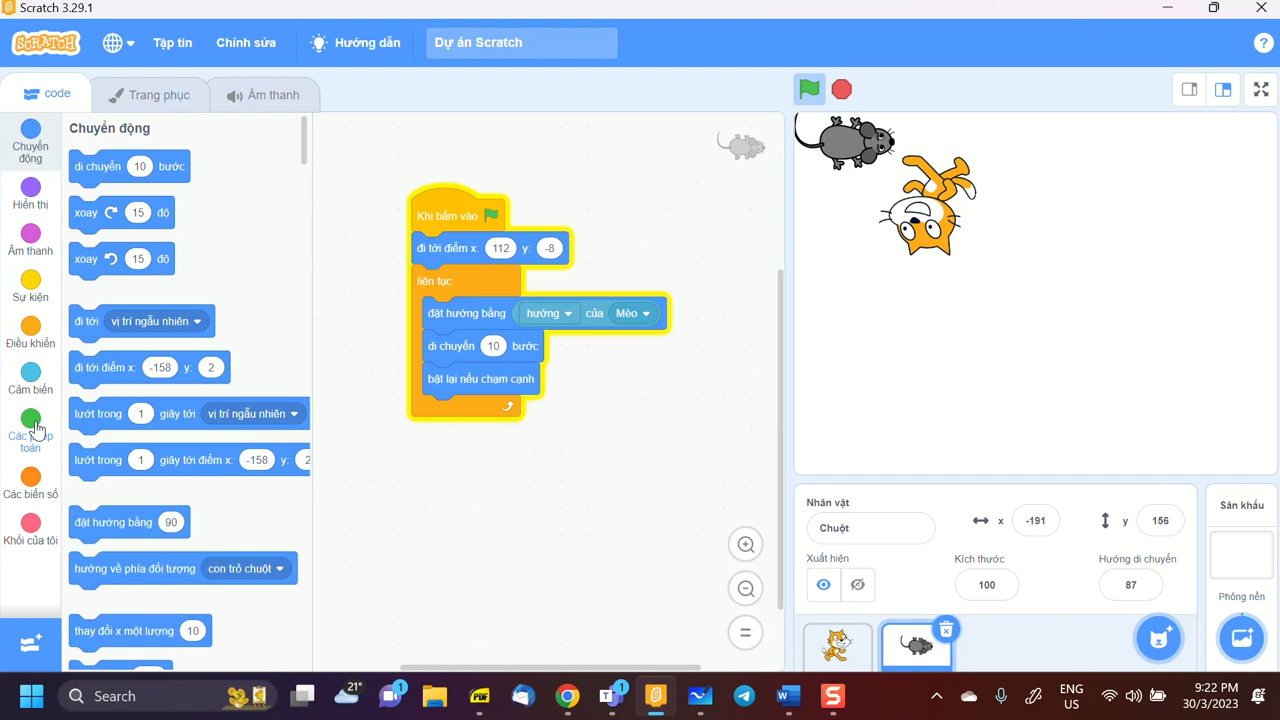 Scratch 3.29.1
SCRATCH
Tập tin
Chỉnh sửa
Hướng dẫn
Dự án Scratch
?
code
Trang phục
Âm thanh
Chuyển động
Hiển thị
Âm thanh
Sự kiện
Điều khiển
Cảm biến
toán
Các biến số
Khối của tôi
Chuyển động
di chuyển 10 bước
xoay 15 độ
xoay 15 độ
đi tới vị trí ngẫu nhiên
đi tới điểm x: -158 y: 2
lướt trong 1 giây tới vị trí ngẫu nhiên
lướt trong 1 giây tới điểm x: -158 y: 2
đặt hướng bằng 90
hướng về phía đối tượng con trỏ chuột
thay đổi x một lượng 10
Khi bấm vào
đi tới điểm x: 112 y: -8
liên tục
đặt hướng bằng hướng của Mèo
di chuyển 10 bước
bật lại nếu chạm cạnh
Nhân vật
Chuột
x -191
y 156
Xuất hiện
Kích thước
100
Hướng di chuyển
87
Sân khấu
Phông nền
Search
21°
1
PDF
1
ENG
US
9:22 PM
30/3/2023